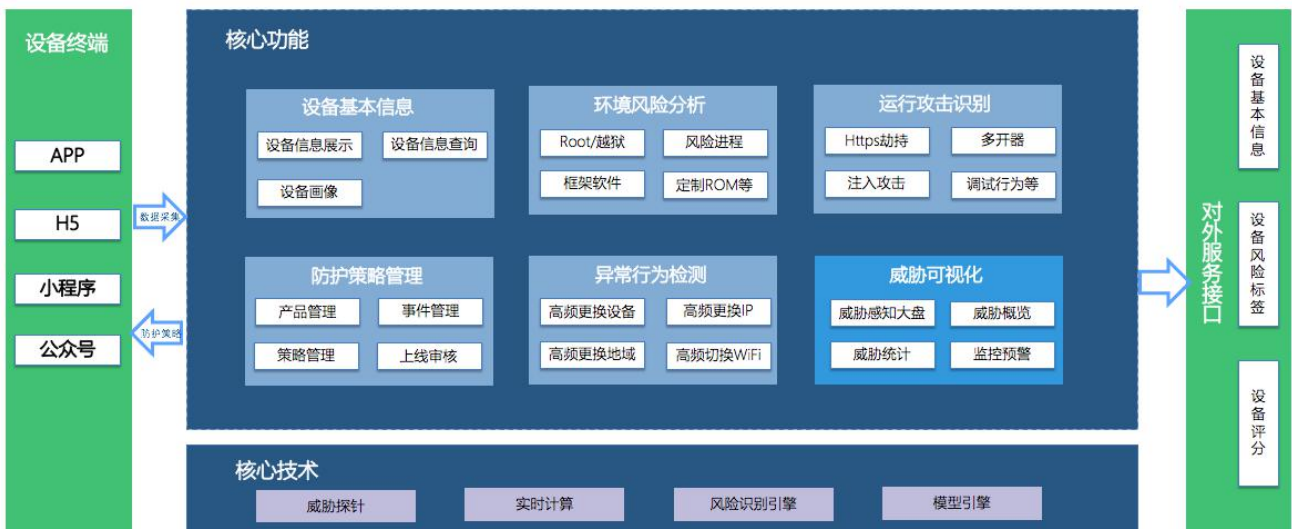 设备终端
APP
H5
小程序
公众号
数据采集
防护策略
核心功能
设备基本信息
设备信息展示
设备信息查询
设备画像
环境风险分析
Root/越狱
风险进程
框架软件
定制ROM等
运行攻击识别
Https劫持
多开器
注入攻击
调试行为等
防护策略管理
产品管理
事件管理
策略管理
上线审核
异常行为检测
高频更换设备
高频更换IP
高频更换地域
高频切换WiFi
威胁可视化
威胁感知大盘
威胁概览
威胁统计
监控预警
核心技术
威胁探针
实时计算
风险识别引擎
模型引擎
对外服务接口
设备基本信息
设备风险标签
设备评分